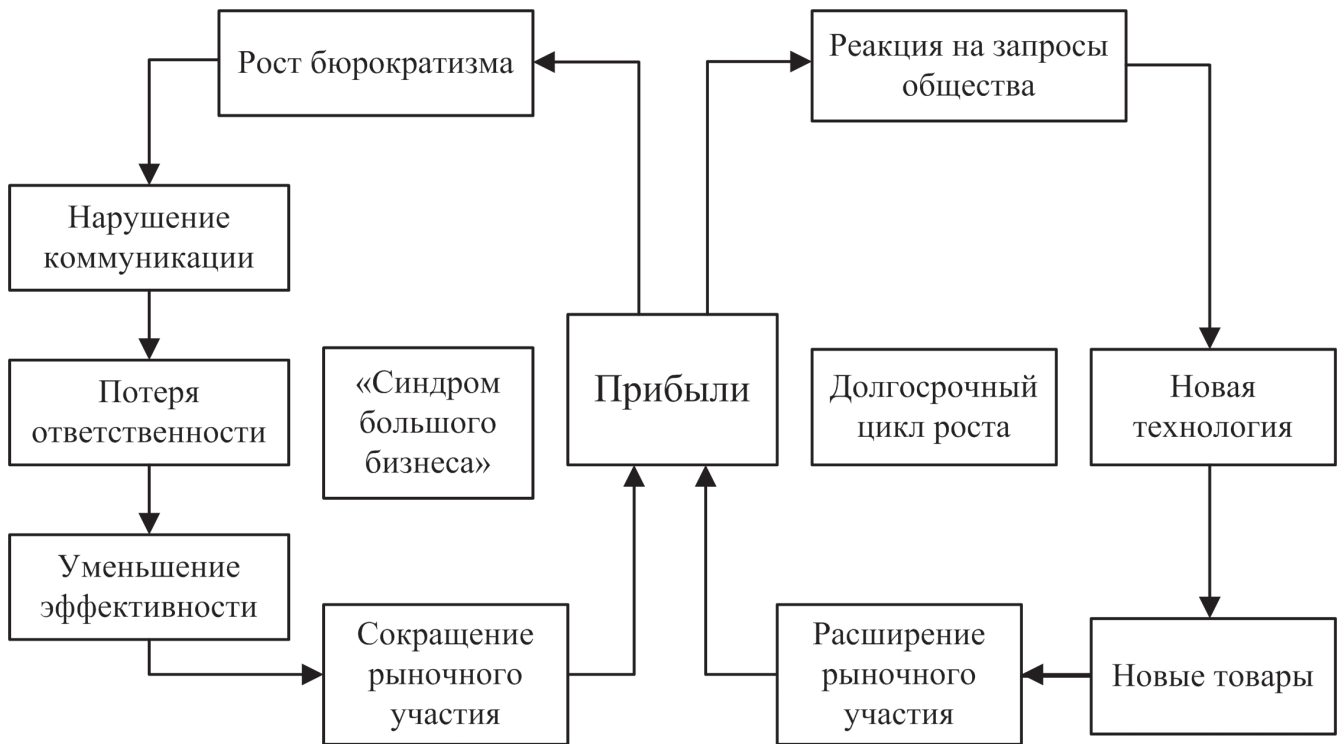 Рост бюрократизма
Реакция на запросы
общества
Нарушение
коммуникации
Потеря
ответственности
«Синдром
большого
бизнеса»
Прибыли
Долгосрочный
цикл роста
Новая
технология
Уменьшение
эффективности
Сокращение
рыночного
участия
Расширение
рыночного
участия
Новые товары